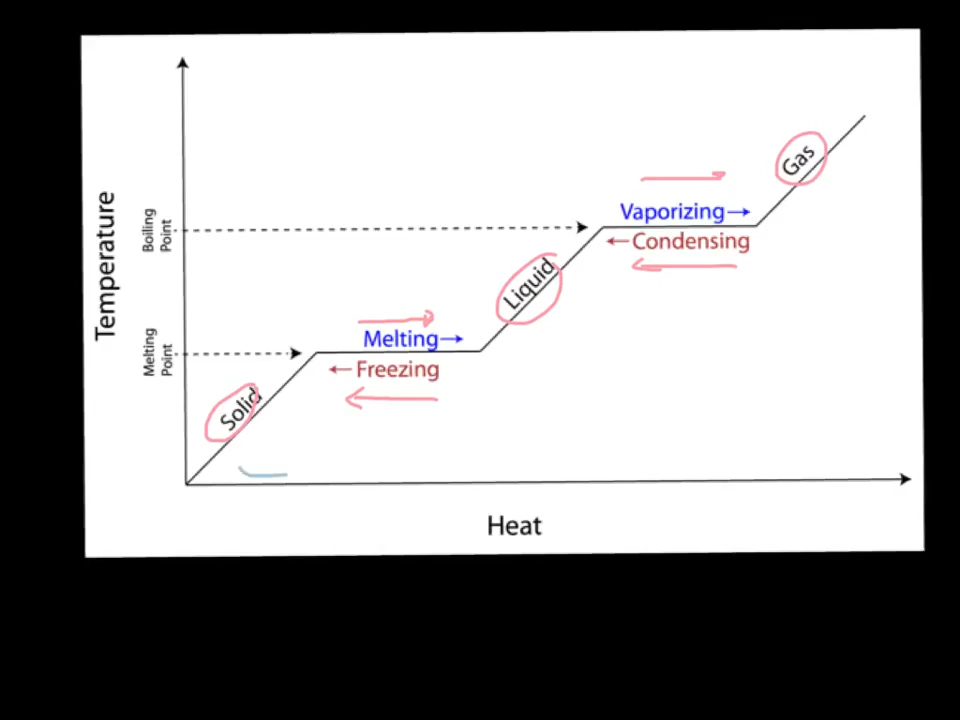 Temperature
Boiling
Point
Melting
Point
Gas
Vaporizing→
←Condensing
Liquid
Melting→
←Freezing
Solid
Heat